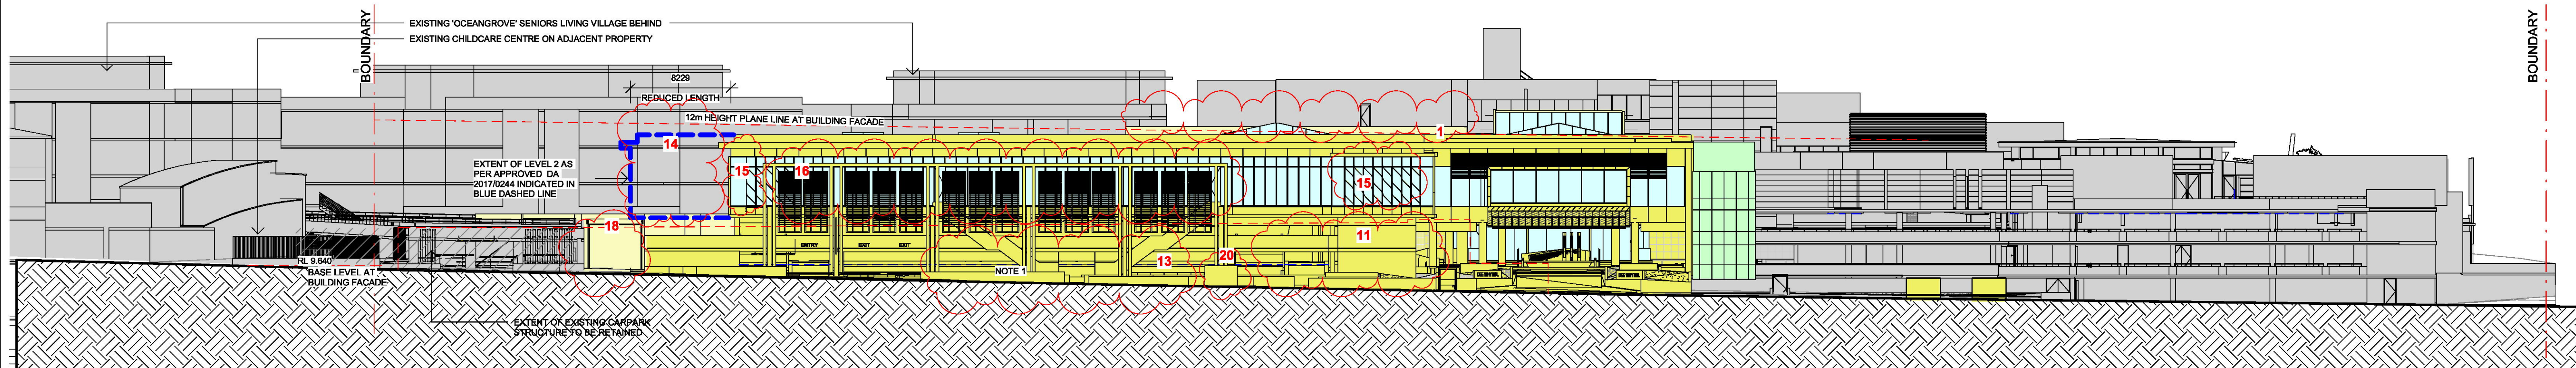 EXISTING 'OCEANGROVE' SENIORS LIVING VILLAGE BEHIND
EXISTING CHILDCARE CENTRE ON ADJACENT PROPERTY
BOUNDARY
BOUNDARY
8229
REDUCED LENGTH
12m HEIGHT PLANE LINE AT BUILDING FACADE
1
14
EXTENT OF LEVEL 2 AS
PER APPROVED DA
2017/0244 INDICATED IN
BLUE DASHED LINE
15
16
15
18
11
ENTRY
EXIT
EXIT
13
20
NOTE 1
RL 9.640
BASE LEVEL AT
BUILDING FACADE
EXTENT OF EXISTING CARPARK
STRUCTURE TO BE RETAINED